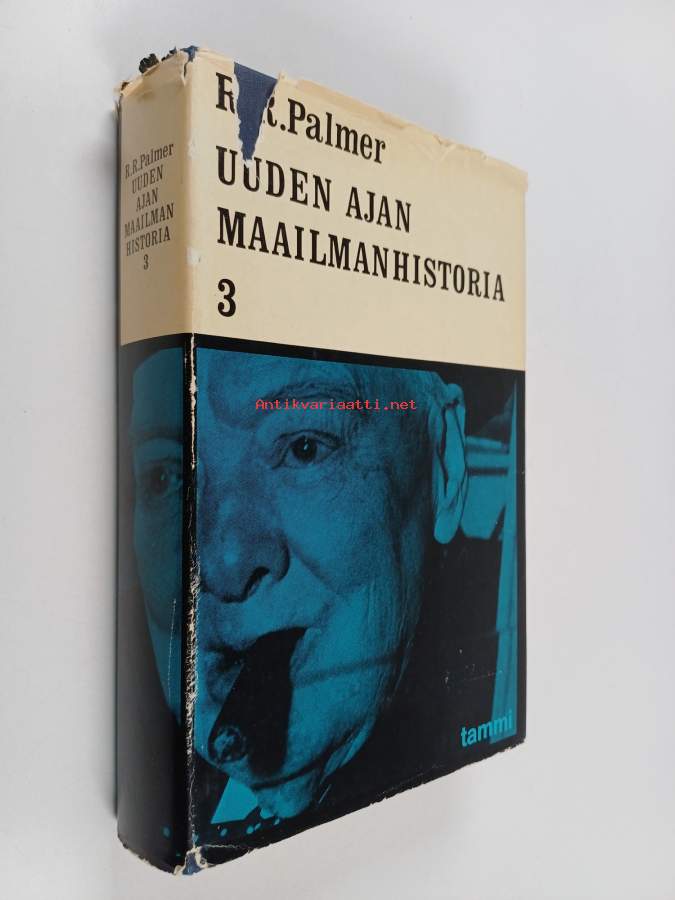 R.R.Palmer
UUDEN
AJAN
MAAILMAN
HISTORIA
3
R.R.Palmer
UUDEN AJAN
MAAILMANHISTORIA
3
Antikvariaatti.net
tammi